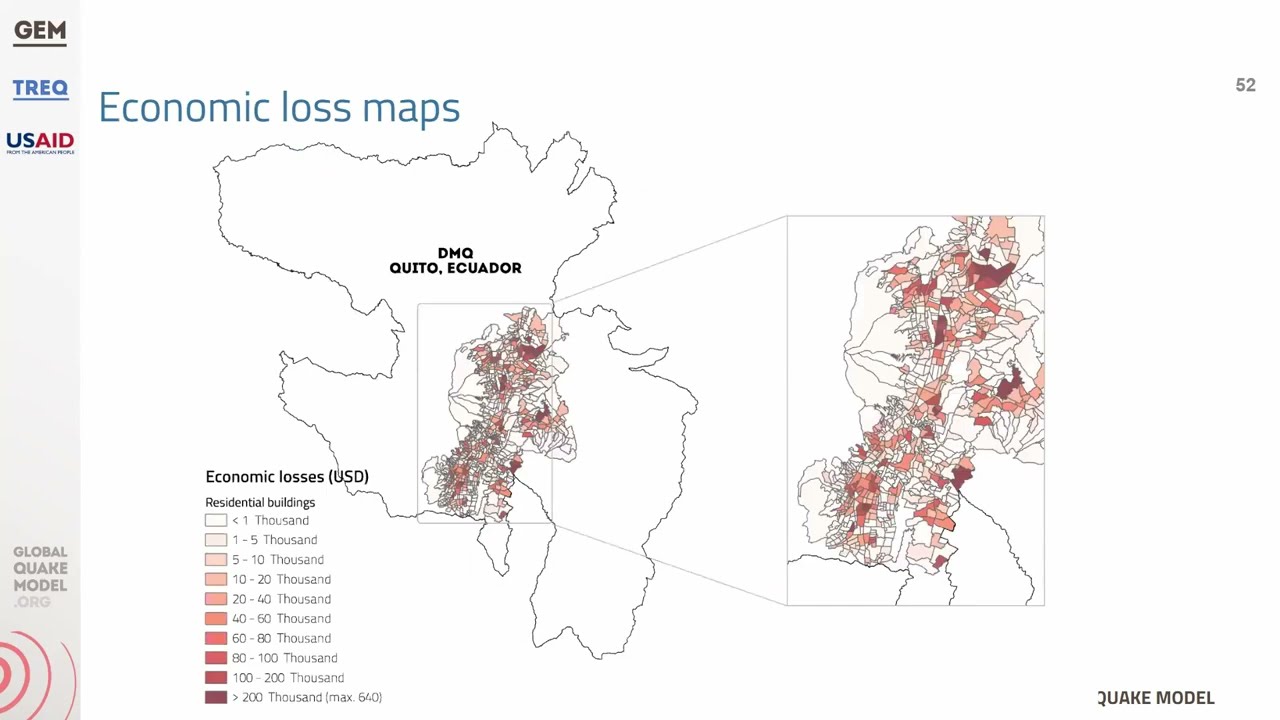 GEM
TREQ
USAID
FROM THE AMERICAN PEOPLE
Economic loss maps
52
DMQ
QUITO, ECUADOR
Economic losses (USD)
Residential buildings
< 1 Thousand
1 - 5 Thousand
5 - 10 Thousand
10 - 20 Thousand
20 - 40 Thousand
40 - 60 Thousand
60 - 80 Thousand
80 - 100 Thousand
100 - 200 Thousand
> 200 Thousand (max. 640)
GLOBAL
QUAKE
MODEL
.ORG
QUAKE MODEL